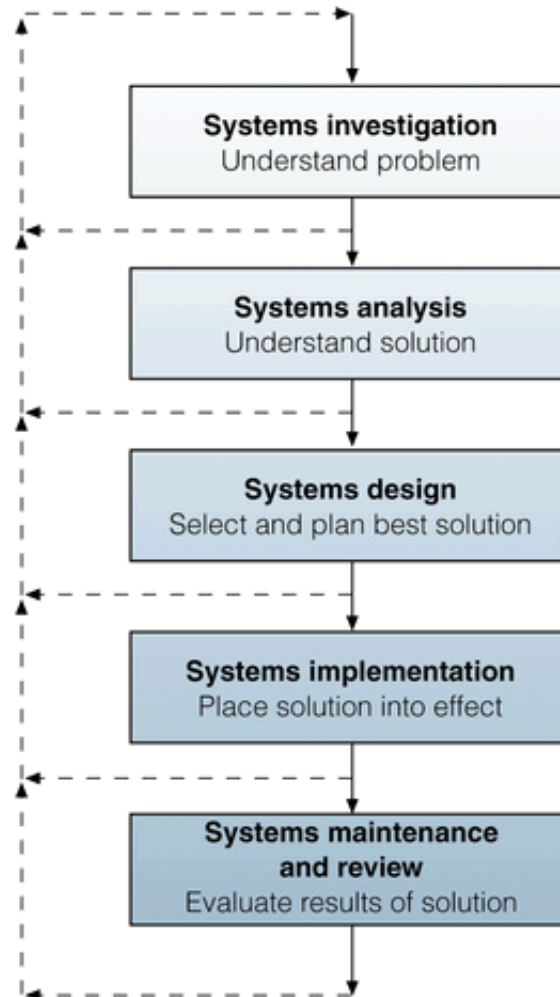 Systems investigation
Understand problem
Systems analysis
Understand solution
Systems design
Select and plan best solution
Systems implementation
Place solution into effect
Systems maintenance
and review
Evaluate results of solution